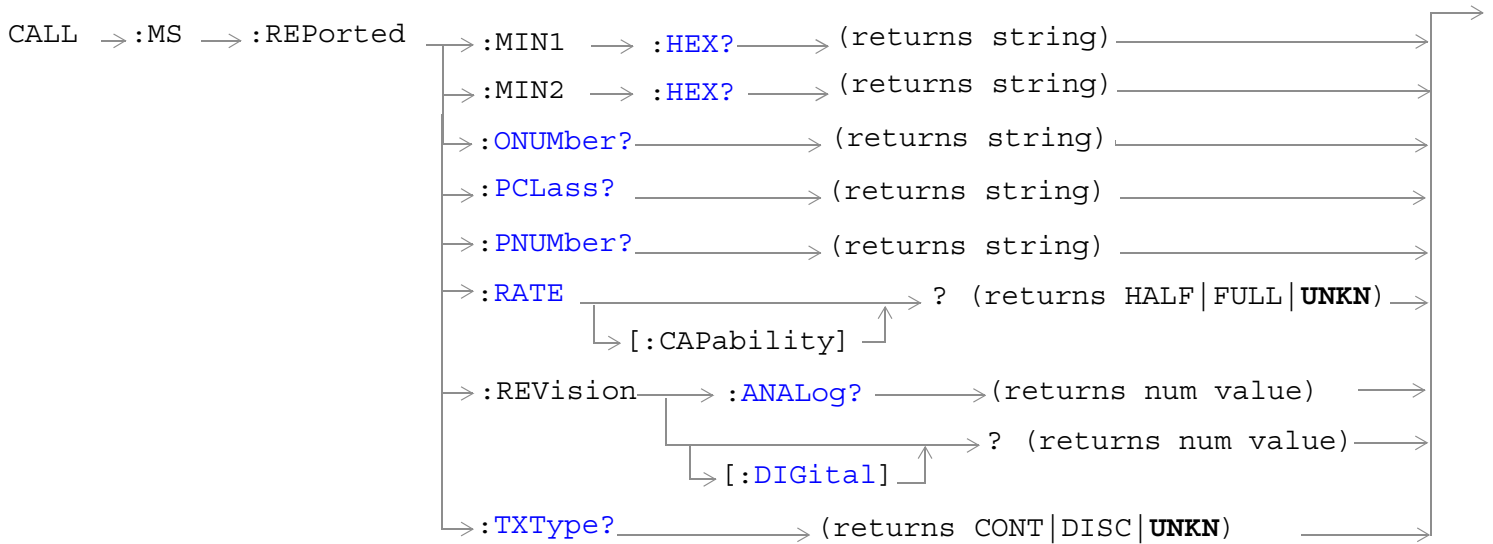 CALL :MS :REPorted :MIN1 :HEX? (returns string)
:MIN2 :HEX? (returns string)
:ONUMber? (returns string)
:PCLass? (returns string)
:PNUMber? (returns string)
:RATE ? (returns HALF|FULL|UNKN)
[:CAPability]
:REVision :ANALog? (returns num value)
? (returns num value)
[:DIGital]
:TXType? (returns CONT|DISC|UNKN)